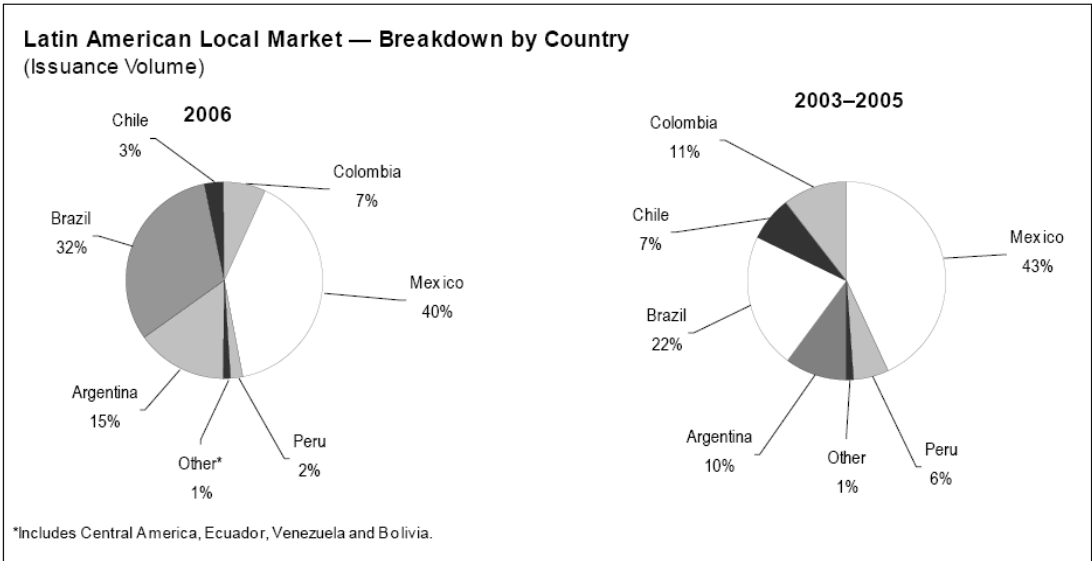 Latin American Local Market — Breakdown by Country
(Issuance Volume)
2006
Chile
3%
Colombia
7%
Brazil
32%
Mexico
40%
Argentina
15%
Other*
1%
Peru
2%
2003–2005
Colombia
11%
Chile
7%
Mexico
43%
Brazil
22%
Argentina
10%
Other
1%
Peru
6%
*Includes Central America, Ecuador, Venezuela and Bolivia.